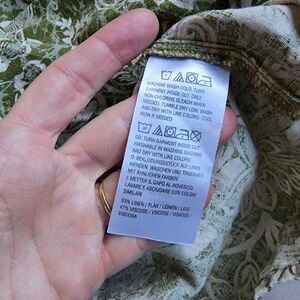 MACHINE WASH COLD. TURN
GARMENT INSIDE OUT. ONLY
NON-CHLORINE BLEACH WHEN
NEEDED. TUMBLE DRY LOW. WASH
AND DRY WITH LIKE COLORS. COOL
IRON IF NEEDED
GB: TURN GARMENT INSIDE OUT.
WASHABLE IN WASHING MACHINE
AND DRY WITH LIKE COLORS
D: BEKLEIDUNGSSTÜCK AUF LINKS
WENDEN, WASCHEN UND TROCKNEN
MIT ÄHNLICHEN FARBEN
I: METTER IL CAPO AL ROVESCIO
LAVARE E ASCIUGARE CON COLORI
SIMILARI
53% LINEN / FLAX / LEINEN / LINO
47% VISCOSE / VISCOSE / VISKOSE /
VISCOSA